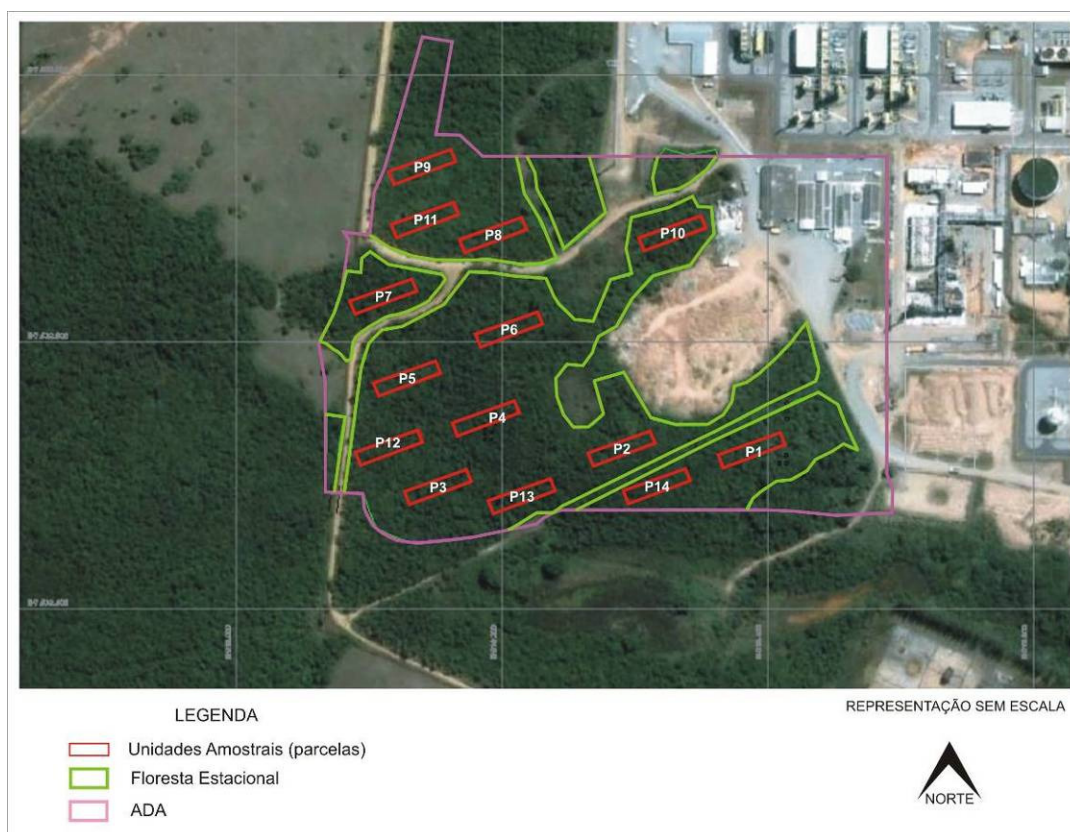 P9
P11
P8
P10
P7
P6
P5
P4
P12
P2
P1
P3
P13
P14
LEGENDA
REPRESENTAÇÃO SEM ESCALA
Unidades Amostrais (parcelas)
Floresta Estacional
ADA
NORTE